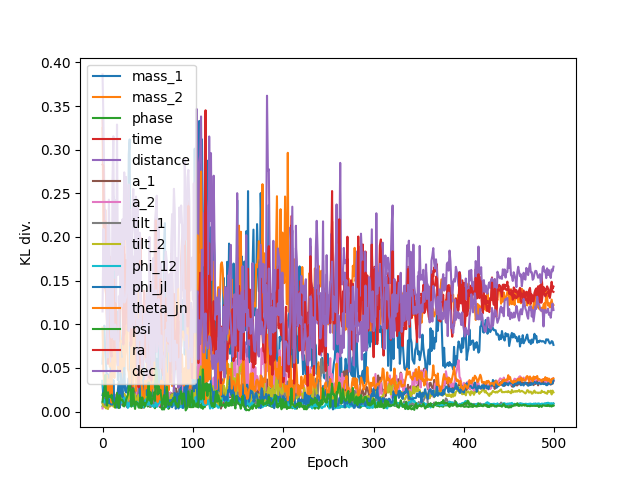 0.40
0.35
0.30
0.25
0.20
0.15
0.10
0.05
0.00
KL div.
mass_1
mass_2
phase
time
distance
a_1
a_2
tilt_1
tilt_2
phi_12
phi_jl
theta_jn
psi
ra
dec
0
100
200
300
400
500
Epoch